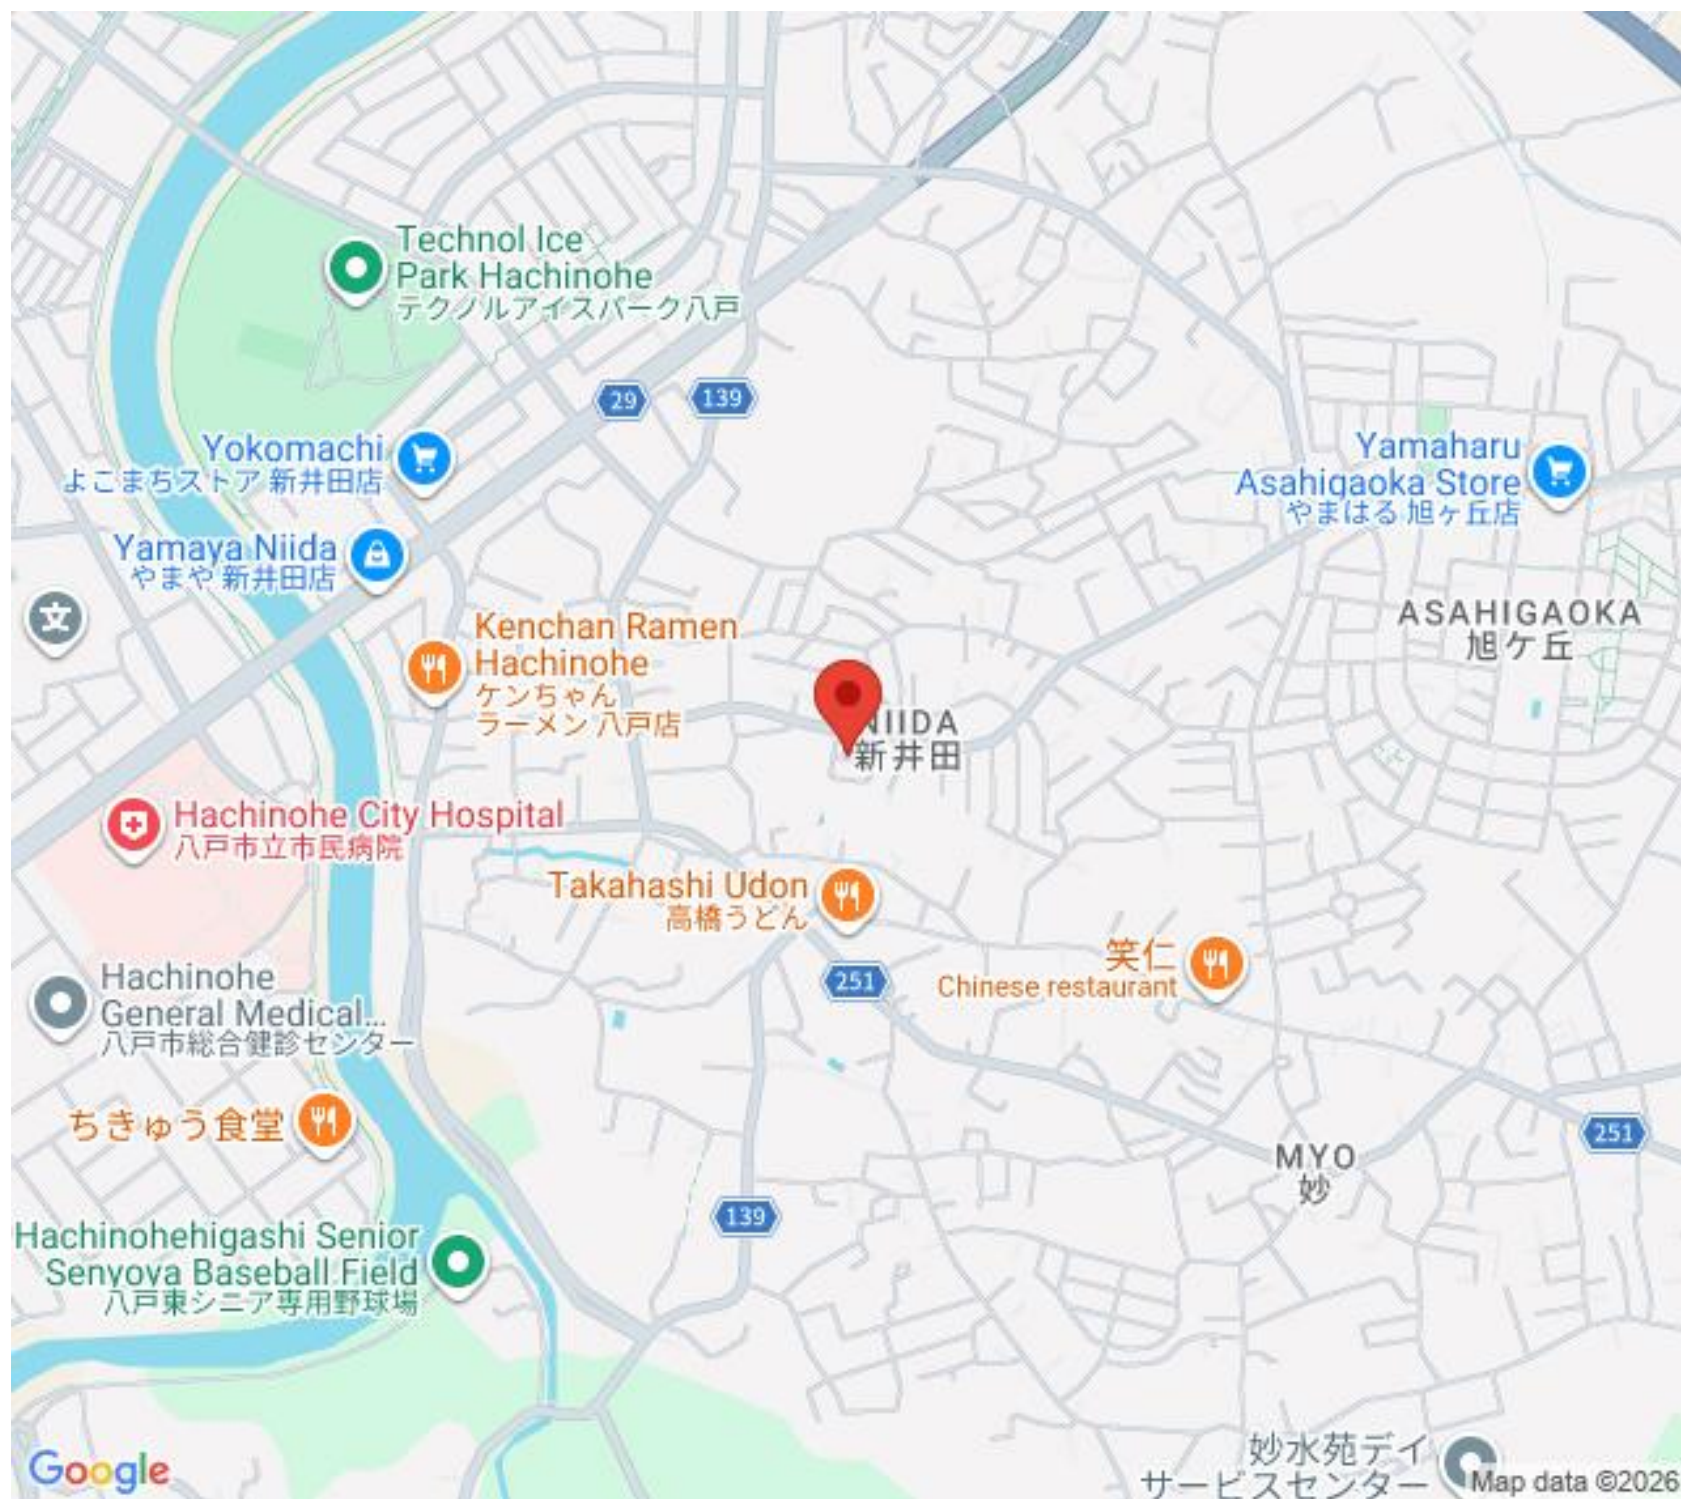 Technol Ice
Park Hachinohe
テクノルアイスパーク八戸
29
139
Yokomachi
よこまちストア 新井田店
Yamaharu
Asahigaoka Store
やまはる 旭ヶ丘店
Yamaya Niida
やまや 新井田店
文
ASAHIGAOKA
旭ケ丘
Kenchan Ramen
Hachinohe
ケンちゃん
ラーメン 八戸店
NIIDA
新井田
Hachinohe City Hospital
八戸市立市民病院
Takahashi Udon
高橋うどん
251
笑仁
Chinese restaurant
Hachinohe
General Medical...
八戸市総合健診センター
ちきゅう食堂
251
MYO
妙
139
Hachinohehigashi Senior
Senyoya Baseball Field
八戸東シニア専用野球場
妙水苑デイ
サービスセンター
Google
Map data ©2026